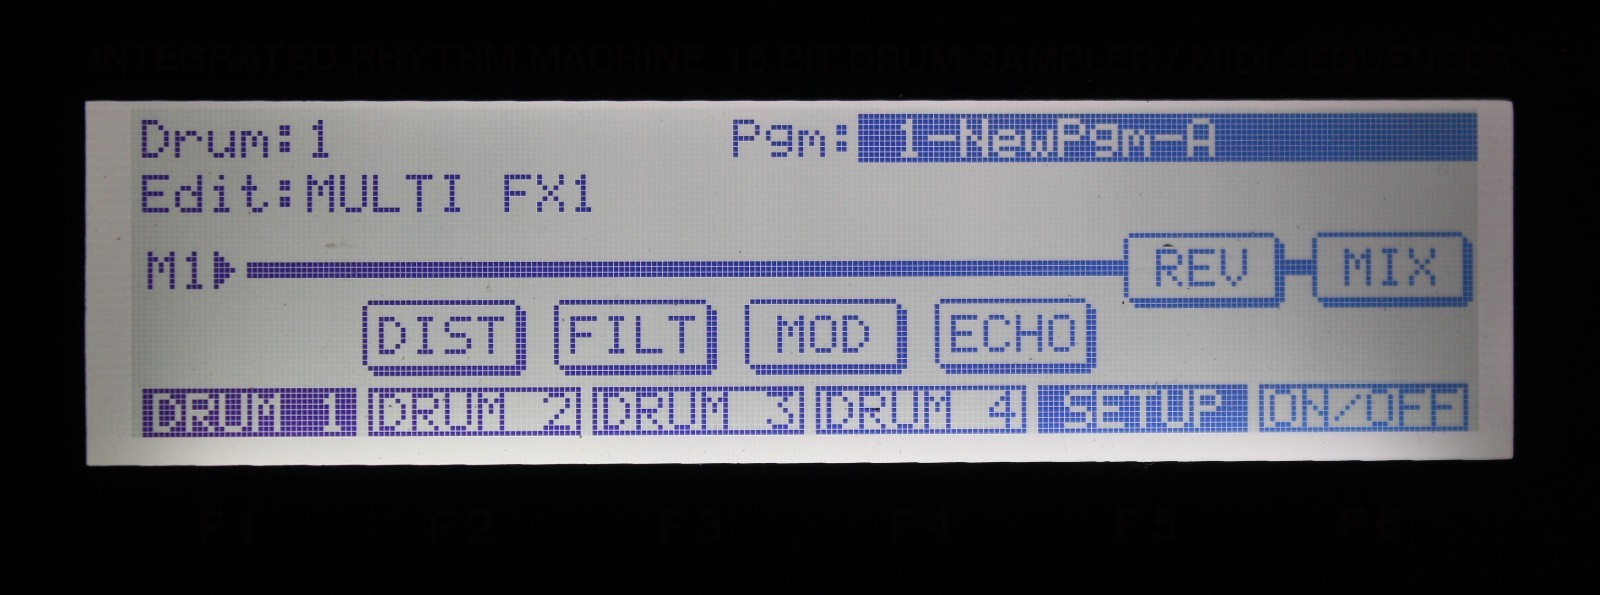 INTEGRATED RHYTHM MACHINE 16 BIT DRUM SAMPLER / MIDI SEQUENCER
Drum:1 Pgm: 1-NewPgm-A
Edit:MULTI FX1
M1 REV MIX
DIST FILT MOD ECHO
DRUM 1 DRUM 2 DRUM 3 DRUM 4 SETUP ON/OFF
F1 F2 F3 F4 F5 F6